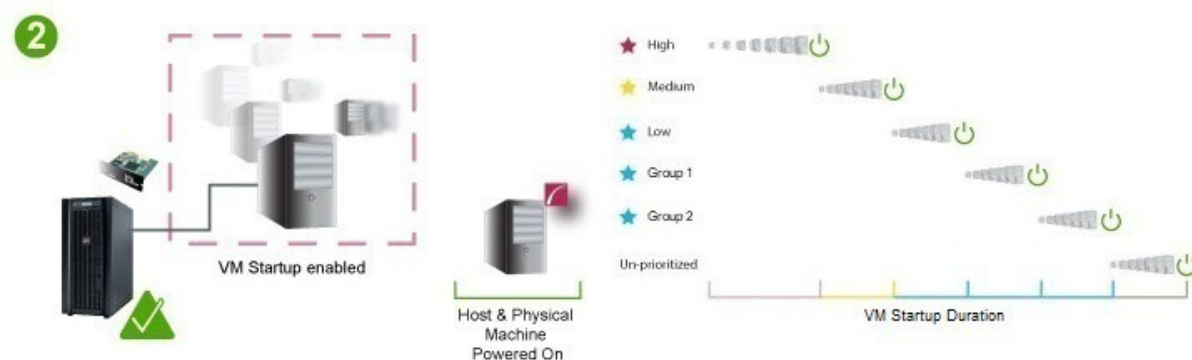 2
VM Startup enabled
Host & Physical
Machine
Powered On
High
Medium
Low
Group 1
Group 2
Un-prioritized
VM Startup Duration